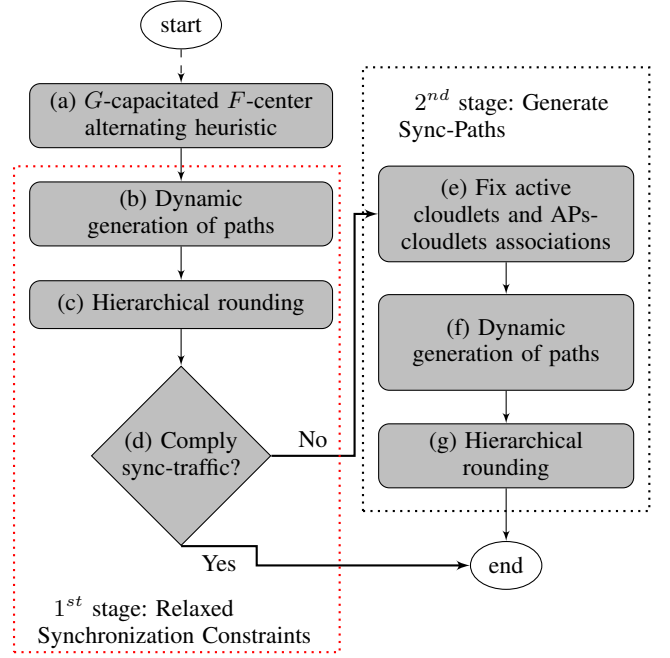 start
(a) G-capacitated F-center
alternating heuristic
(b) Dynamic
generation of paths
(c) Hierarchical rounding
(d) Comply
sync-traffic?
No
Yes
1st stage: Relaxed
Synchronization Constraints
2nd stage: Generate
Sync-Paths
(e) Fix active
cloudlets and APs-
cloudlets associations
(f) Dynamic
generation of paths
(g) Hierarchical
rounding
end